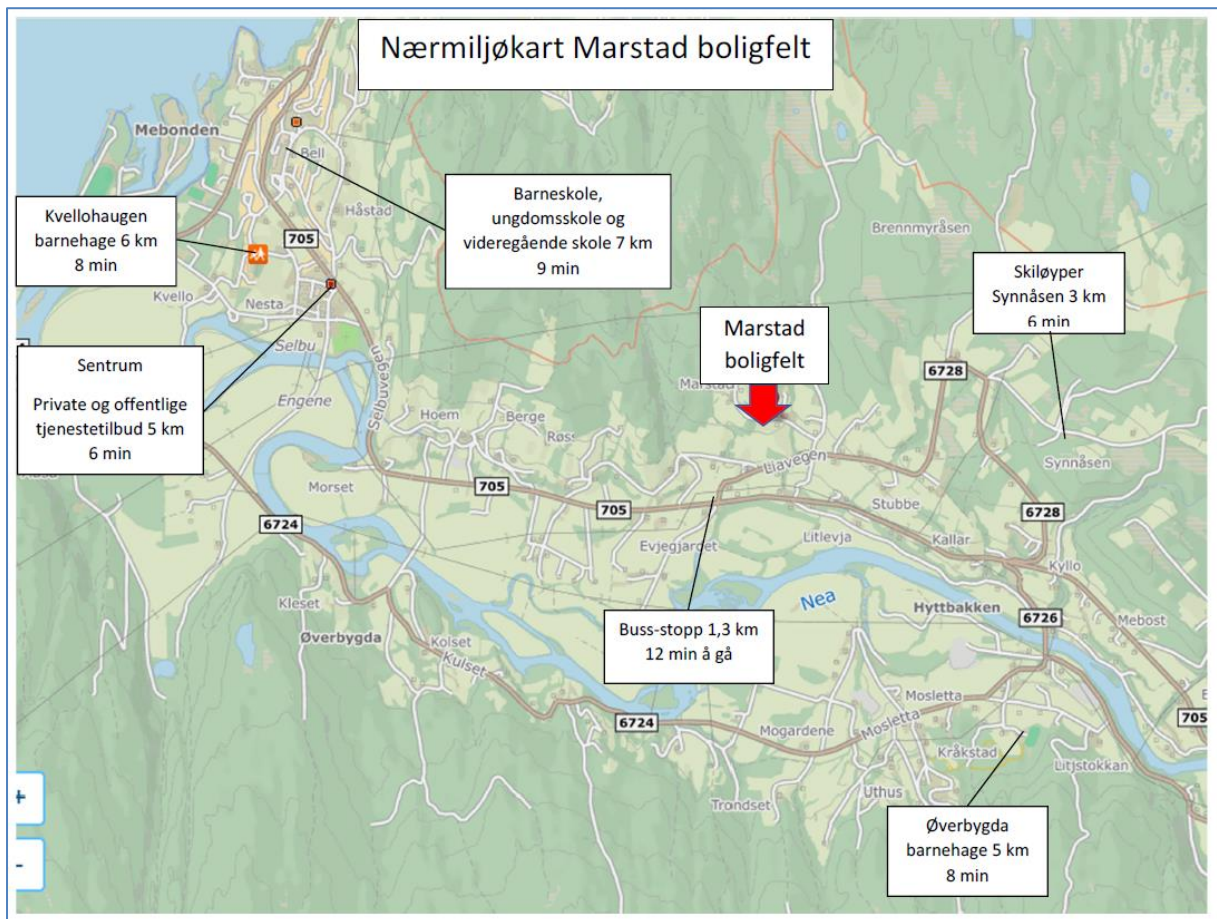 Nærmiljøkart Marstad boligfelt
Mebonden
Bell
Håstad
Barneskole,
ungdomsskole og
videregående skole 7 km
9 min
Kvellohaugen
barnehage 6 km
8 min
705
Kvello
Nesta
Selbu
Brennmyråsen
Skiløyper
Synnåsen 3 km
6 min
Marstad
boligfelt
Marstad
Sentrum
Private og offentlige
tjenestetilbud 5 km
6 min
Engene
Selbuvegen
Hoem
Berge
Røss
6728
Liavegen
Synnåsen
Morset
705
705
Stubbe
6728
6724
Evjegjardet
Litlevja
Kallar
Kyllo
Nea
Hyttbakken
Kleset
Øverbygda
Kolset
Kulset
Buss-stopp 1,3 km
12 min å gå
6726
Mebost
6724
Mogardene
Mosletta
Mosletta
705
Kråkstad
Litjstokkan
Uthus
Trondset
Øverbygda
barnehage 5 km
8 min
+
-